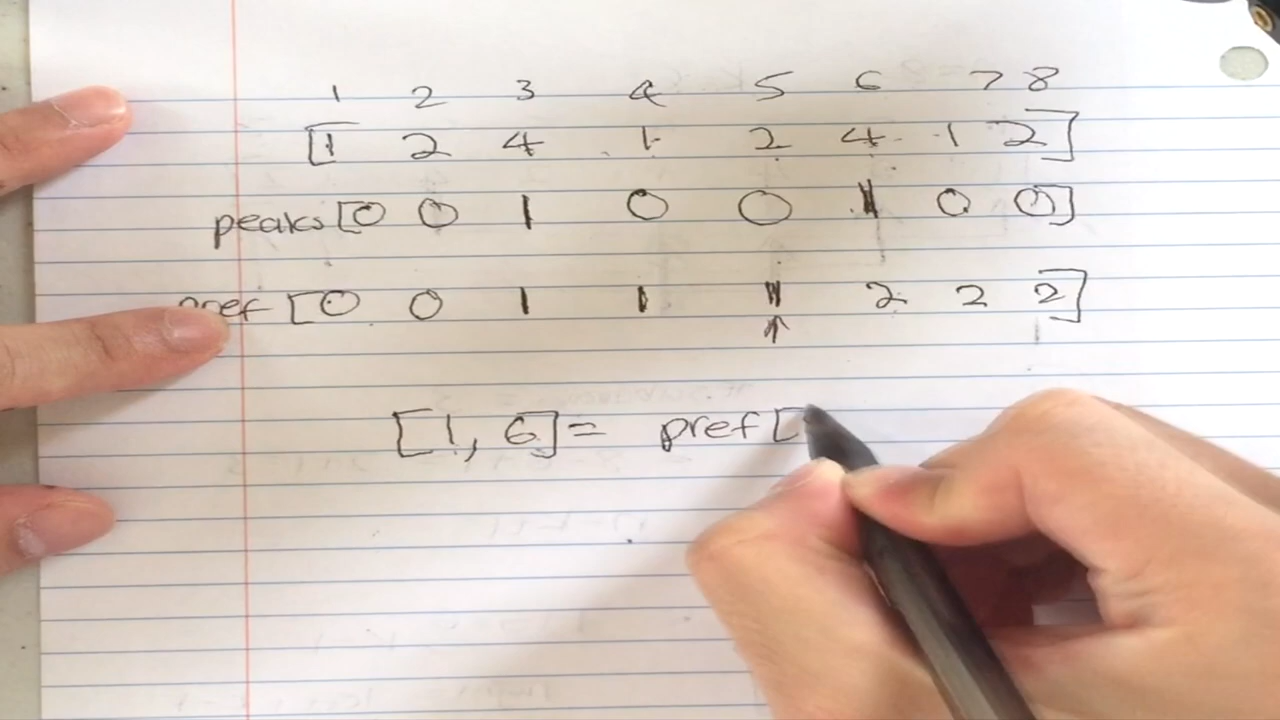 1 2 3 4 5 6 7 8
[1 2 4 1 2 4 1 2]
peaks [0 0 1 0 0 1 0 0]
pref [0 0 1 1 1 2 2 2]
↑
[1, 6] = pref [